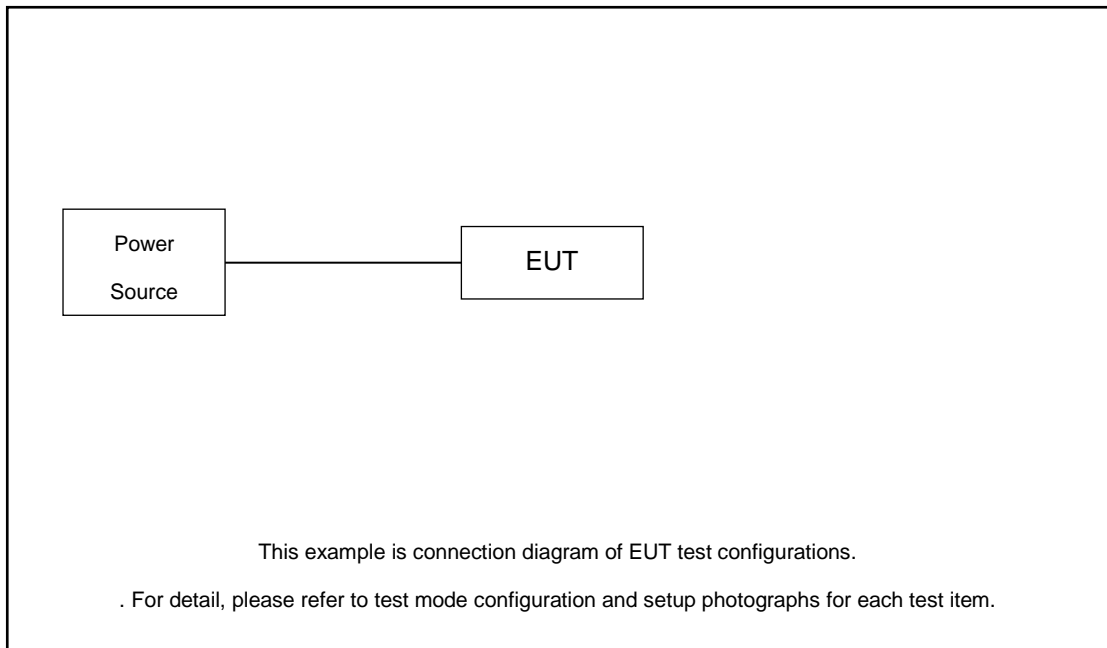 Power
Source
EUT
This example is connection diagram of EUT test configurations.
. For detail, please refer to test mode configuration and setup photographs for each test item.